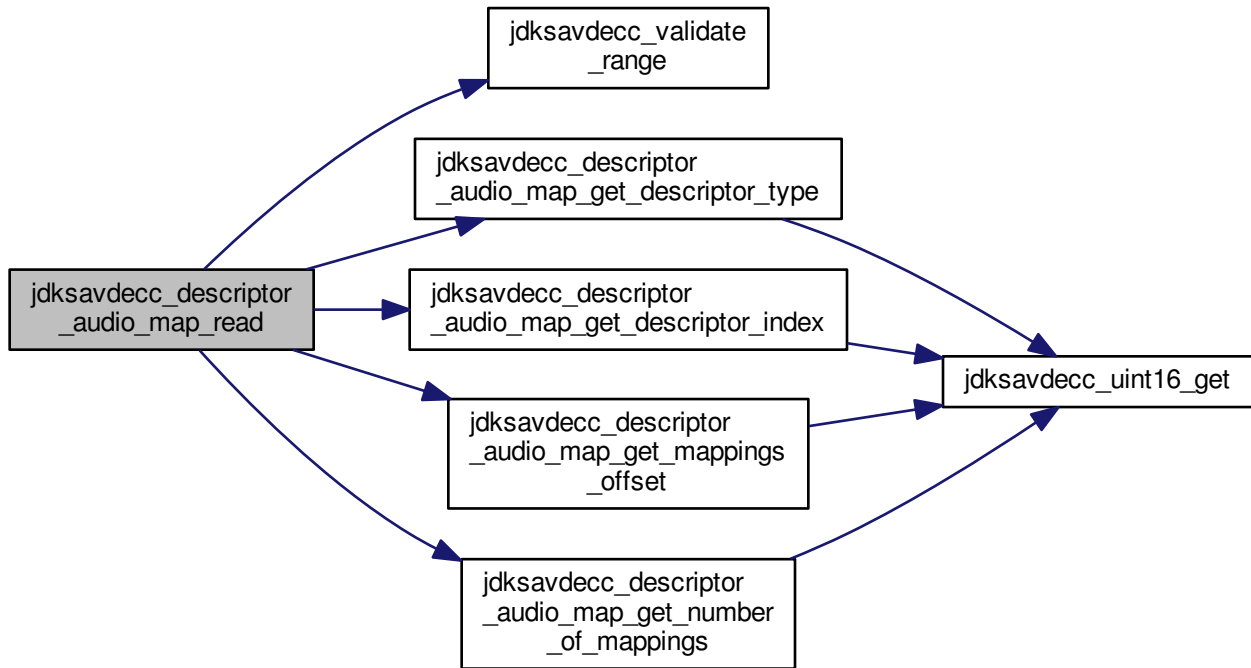 jdksavdecc_validate
_range
jdksavdecc_descriptor
_audio_map_get_descriptor_type
jdksavdecc_descriptor
_audio_map_read
jdksavdecc_descriptor
_audio_map_get_descriptor_index
jdksavdecc_uint16_get
jdksavdecc_descriptor
_audio_map_get_mappings
_offset
jdksavdecc_descriptor
_audio_map_get_number
_of_mappings